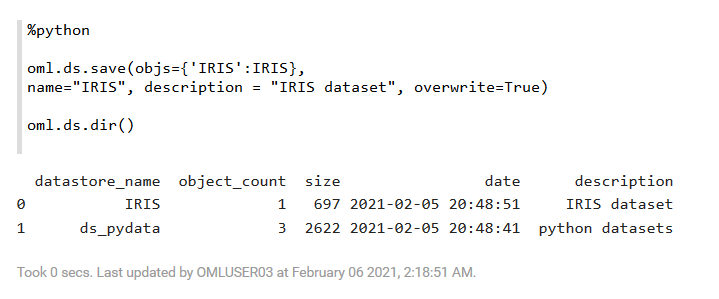 %python
oml.ds.save(objs={'IRIS':IRIS},
name="IRIS", description = "IRIS dataset", overwrite=True)
oml.ds.dir()
datastore_name object_count size date description
0 IRIS 1 697 2021-02-05 20:48:51 IRIS dataset
1 ds_pydata 3 2622 2021-02-05 20:48:41 python datasets
Took 0 secs. Last updated by OMLUSER03 at February 06 2021, 2:18:51 AM.